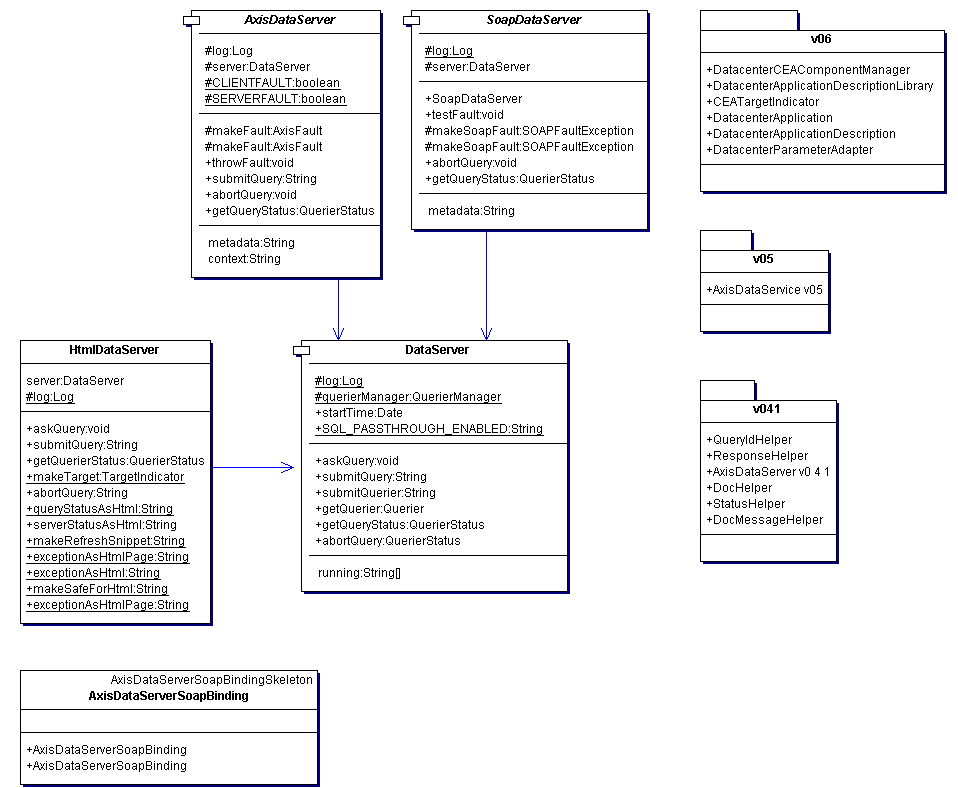 AxisDataServer
#log:Log
#server:DataServer
#CLIENTFAULT:boolean
#SERVERFAULT:boolean
#makeFault:AxisFault
#makeFault:AxisFault
+throwFault:void
+submitQuery:String
+abortQuery:void
+getQueryStatus:QuerierStatus
metadata:String
context:String
SoapDataServer
#log:Log
#server:DataServer
+SoapDataServer
+testFault:void
#makeSoapFault:SOAPFaultException
#makeSoapFault:SOAPFaultException
+abortQuery:void
+getQueryStatus:QuerierStatus
metadata:String
v06
+DatacenterCEAComponentManager
+DatacenterApplicationDescriptionLibrary
+CEATargetIndicator
+DatacenterApplication
+DatacenterApplicationDescription
+DatacenterParameterAdapter
v05
+AxisDataService v05
HtmlDataServer
server:DataServer
#log:Log
+askQuery:void
+submitQuery:String
+getQuerierStatus:QuerierStatus
+makeTarget:TargetIndicator
+abortQuery:String
+queryStatusAsHtml:String
+serverStatusAsHtml:String
+makeRefreshSnippet:String
+exceptionAsHtmlPage:String
+exceptionAsHtml:String
+makeSafeForHtml:String
+exceptionAsHtmlPage:String
DataServer
#log:Log
#querierManager:QuerierManager
+startTime:Date
+SQL_PASSTHROUGH_ENABLED:String
+askQuery:void
+submitQuery:String
+submitQuerier:String
+getQuerier:Querier
+getQueryStatus:QuerierStatus
+abortQuery:QuerierStatus
running:String[]
v041
+QueryIdHelper
+ResponseHelper
+AxisDataServer v0 4 1
+DocHelper
+StatusHelper
+DocMessageHelper
AxisDataServerSoapBindingSkeleton
AxisDataServerSoapBinding
+AxisDataServerSoapBinding
+AxisDataServerSoapBinding